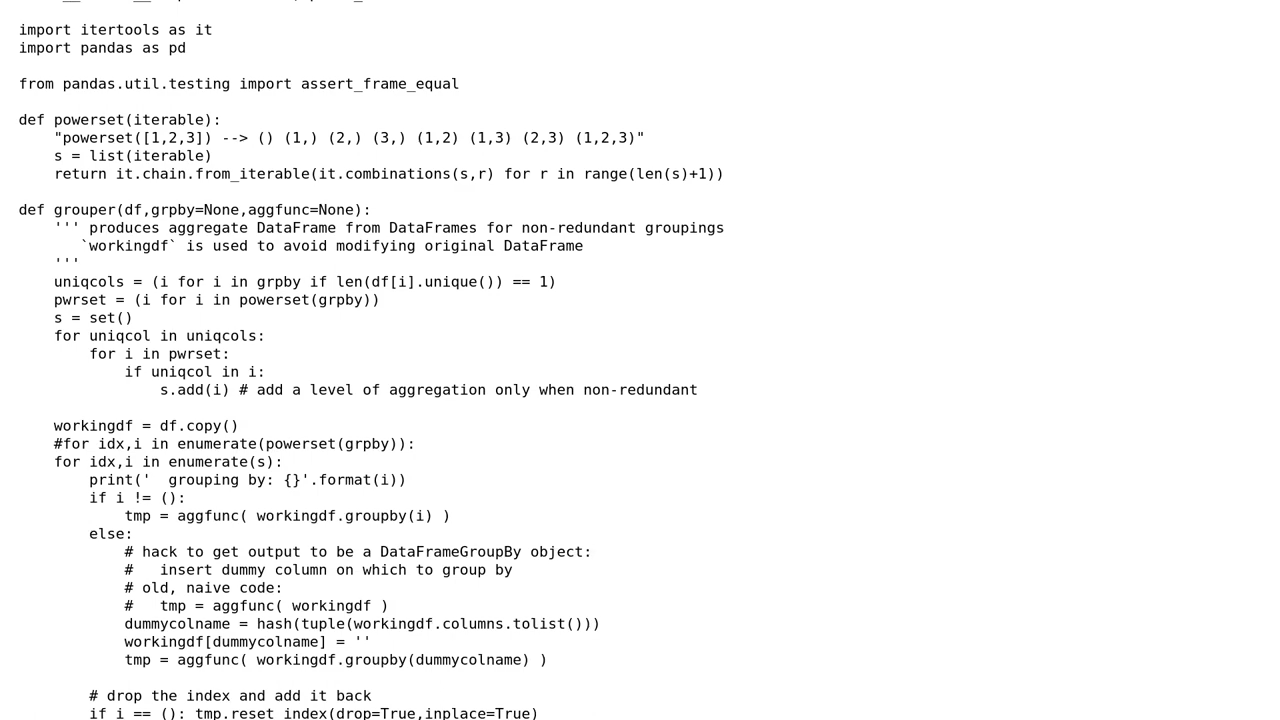 import itertools as it
import pandas as pd
from pandas.util.testing import assert_frame_equal
def powerset(iterable):
    "powerset([1,2,3]) --> () (1,) (2,) (3,) (1,2) (1,3) (2,3) (1,2,3)"
    s = list(iterable)
    return it.chain.from_iterable(it.combinations(s,r) for r in range(len(s)+1))
def grouper(df,grpby=None,aggfunc=None):
    ''' produces aggregate DataFrame from DataFrames for non-redundant groupings
       `workingdf` is used to avoid modifying original DataFrame
    '''
    uniqcols = (i for i in grpby if len(df[i].unique()) == 1)
    pwrset = (i for i in powerset(grpby))
    s = set()
    for uniqcol in uniqcols:
        for i in pwrset:
            if uniqcol in i:
                s.add(i) # add a level of aggregation only when non-redundant
    workingdf = df.copy()
    #for idx,i in enumerate(powerset(grpby)):
    for idx,i in enumerate(s):
        print('  grouping by: {}'.format(i))
        if i != ():
            tmp = aggfunc( workingdf.groupby(i) )
        else:
            # hack to get output to be a DataFrameGroupBy object:
            #   insert dummy column on which to group by
            # old, naive code:
            #   tmp = aggfunc( workingdf )
            dummycolname = hash(tuple(workingdf.columns.tolist()))
            workingdf[dummycolname] = ''
            tmp = aggfunc( workingdf.groupby(dummycolname) )
        # drop the index and add it back
        if i == (): tmp.reset_index(drop=True,inplace=True)